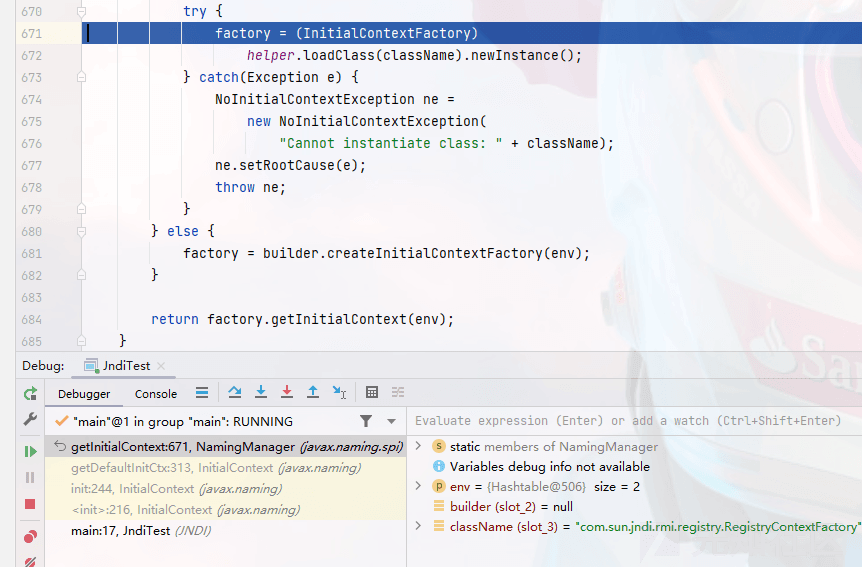 670 try {
671 factory = (InitialContextFactory)
672 helper.loadClass(className).newInstance();
673 } catch(Exception e) {
674 NoInitialContextException ne =
675 new NoInitialContextException(
676 "Cannot instantiate class: " + className);
677 ne.setRootCause(e);
678 throw ne;
679 }
680 } else {
681 factory = builder.createInitialContextFactory(env);
682 }
683
684 return factory.getInitialContext(env);
685 }
Debug: JndiTest
Debugger Console
"main"@1 in group "main": RUNNING
Evaluate expression (Enter) or add a watch (Ctrl+Shift+Enter)
getInitialContext:671, NamingManager (javax.naming.spi)
getDefaultInitCtx:313, InitialContext (javax.naming)
init:244, InitialContext (javax.naming)
<init>:216, InitialContext (javax.naming)
main:17, JndiTest (JNDI)
static members of NamingManager
Variables debug info not available
env = {Hashtable@506} size = 2
builder (slot_2) = null
className (slot_3) = "com.sun.jndi.rmi.registry.RegistryContextFactory"
San